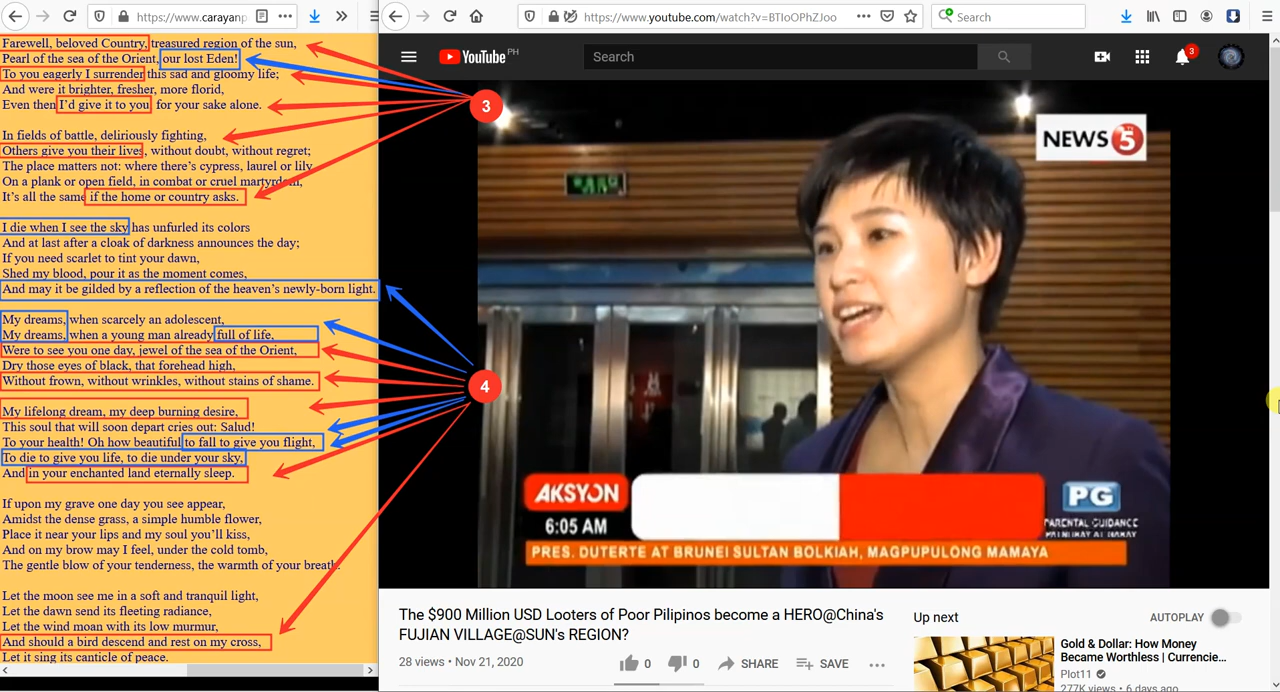 https://www.carayanp
Farewell, beloved Country, treasured region of the sun,
Pearl of the sea of the Orient, our lost Eden!
To you eagerly I surrender this sad and gloomy life;
And were it brighter, fresher, more florid,
Even then I'd give it to you for your sake alone.
In fields of battle, deliriously fighting,
Others give you their lives, without doubt, without regret;
The place matters not: where there's cypress, laurel or lily
On a plank or open field, in combat or cruel martyrdom,
It's all the same if the home or country asks.
I die when I see the sky has unfurled its colors
And at last after a cloak of darkness announces the day;
If you need scarlet to tint your dawn,
Shed my blood, pour it as the moment comes,
And may it be gilded by a reflection of the heaven's newly-born light.
My dreams, when scarcely an adolescent,
My dreams, when a young man already full of life,
Were to see you one day, jewel of the sea of the Orient,
Dry those eyes of black, that forehead high,
Without frown, without wrinkles, without stains of shame.
My lifelong dream, my deep burning desire,
This soul that will soon depart cries out: Salud!
To your health! Oh how beautiful to fall to give you flight,
To die to give you life, to die under your sky,
And in your enchanted land eternally sleep.
If upon my grave one day you see appear,
Amidst the dense grass, a simple humble flower,
Place it near your lips and my soul you'll kiss,
And on my brow may I feel, under the cold tomb,
The gentle blow of your tenderness, the warmth of your breath.
Let the moon see me in a soft and tranquil light,
Let the dawn send its fleeting radiance,
Let the wind moan with its low murmur,
And should a bird descend and rest on my cross,
Let it sing its canticle of peace.
3
4
https://www.youtube.com/watch?v=BTIoOPhZJoo
Search
YouTube PH
Search
3
NEWS 5
AKSYON
6:05 AM
PG
PARENTAL GUIDANCE
PRES. DUTERTE AT BRUNEI SULTAN BOLKIAH, MAGPUPULONG MAMAYA
The $900 Million USD Looters of Poor Pilipinos become a HERO@China's
FUJIAN VILLAGE@SUN's REGION?
28 views • Nov 21, 2020
0
0
SHARE
SAVE
Up next
AUTOPLAY
Gold & Dollar: How Money
Became Worthless | Currencie...
Plot11
277K views • 6 days ago